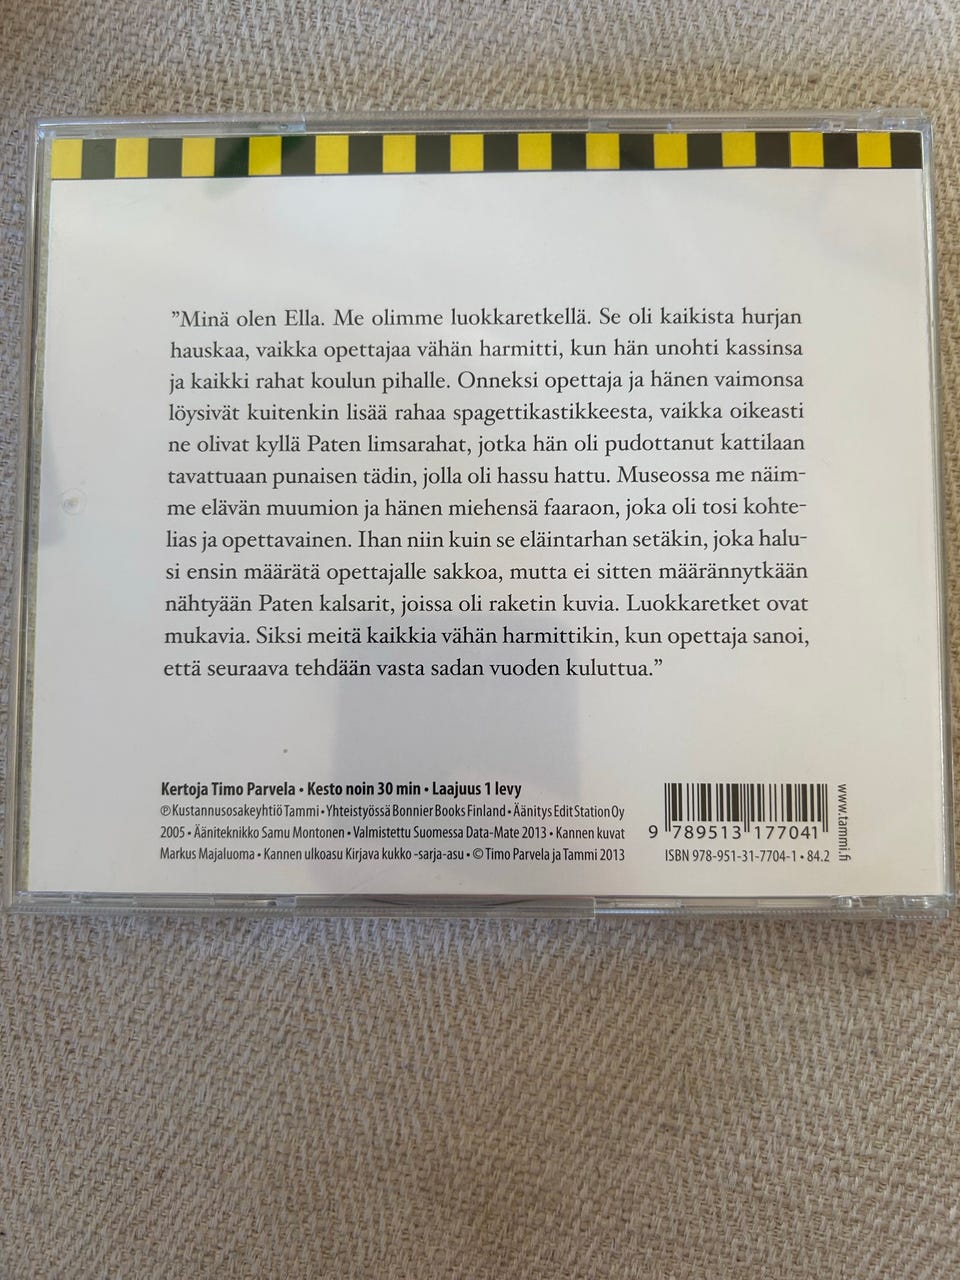 ”Minä olen Ella. Me olimme luokkaretkellä. Se oli kaikista hurjan
hauskaa, vaikka opettajaa vähän harmitti, kun hän unohti kassinsa
ja kaikki rahat koulun pihalle. Onneksi opettaja ja hänen vaimonsa
löysivät kuitenkin lisää rahaa spagettikastikkeesta, vaikka oikeasti
ne olivat kyllä Paten limsarahat, jotka hän oli pudottanut kattilaan
tavattuaan punaisen tädin, jolla oli hassu hattu. Museossa me näim-
me elävän muumion ja hänen miehensä faaraon, joka oli tosi kohte-
lias ja opettavainen. Ihan niin kuin se eläintarhan setäkin, joka halu-
si ensin määrätä opettajalle sakkoa, mutta ei sitten määrännytkään
nähtyään Paten kalsarit, joissa oli raketin kuvia. Luokkaretket ovat
mukavia. Siksi meitä kaikkia vähän harmittikin, kun opettaja sanoi,
että seuraava tehdään vasta sadan vuoden kuluttua.”
Kertoja Timo Parvela • Kesto noin 30 min • Laajuus 1 levy
℗ Kustannusosakeyhtiö Tammi • Yhteistyössä Bonnier Books Finland • Äänitys Edit Station Oy
2005 • Ääniteknikko Samu Montonen • Valmistettu Suomessa Data-Mate 2013 • Kannen kuvat
Markus Majaluoma • Kannen ulkoasu Kirjava kukko -sarja-asu • © Timo Parvela ja Tammi 2013
9 789513 177041
ISBN 978-951-31-7704-1 • 84.2
www.tammi.fi